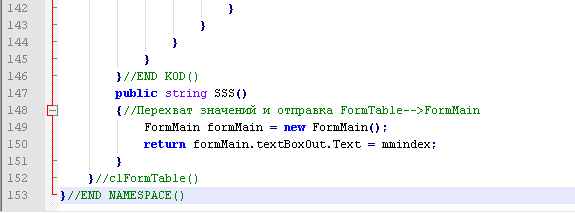 142 }
143 }
144 }
145 }
146 }//END KOD()
147 public string SSS()
148 {//Перехват значений и отправка FormTable-->FormMain
149 FormMain formMain = new FormMain();
150 return formMain.textBoxOut.Text = mmindex;
151 }
152 }//clFormTable()
153 }//END NAMESPACE()